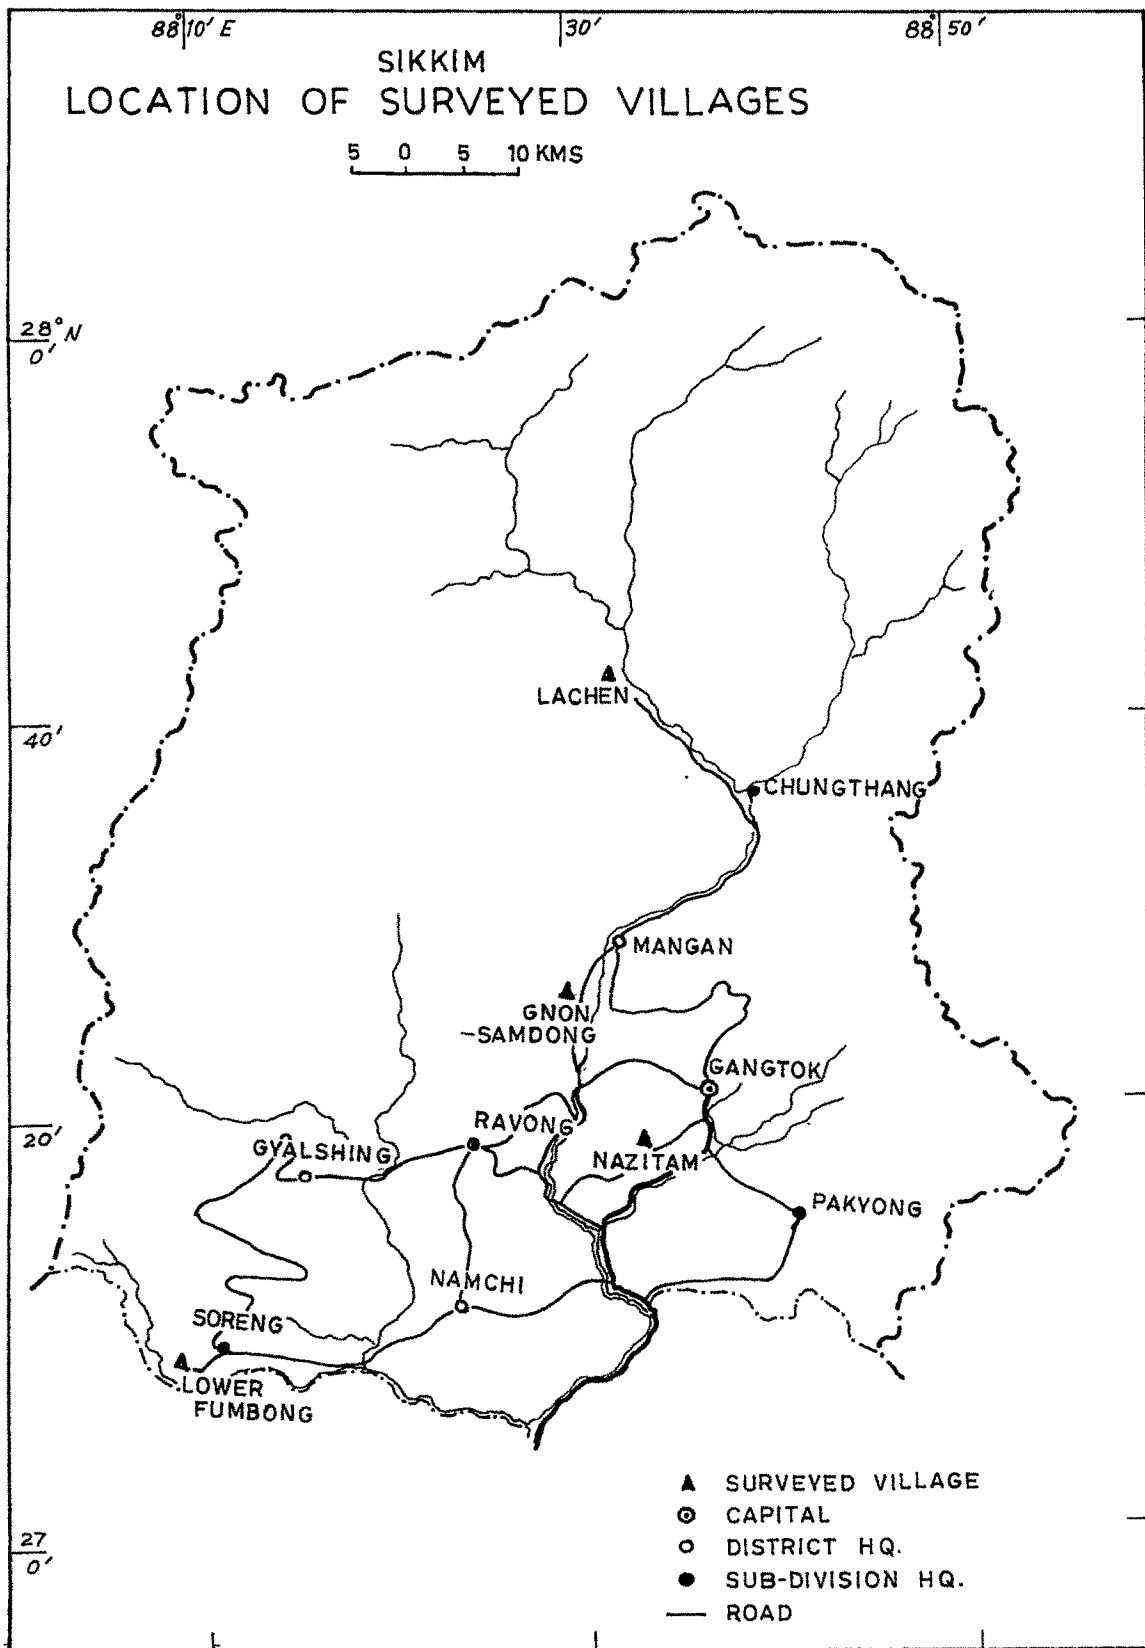 88°10' E
30'
88°50'
SIKKIM
LOCATION OF SURVEYED VILLAGES
5 0 5 10 KMS
28° N
0'
LACHEN
40'
CHUNGTHANG
MANGAN
GNON
-SAMDONG
GANGTOK
RAVONG
20'
GYALSHING
NAZITAM
PAKYONG
NAMCHI
SORENG
LOWER
FUMBONG
SURVEYED VILLAGE
CAPITAL
DISTRICT HQ.
SUB-DIVISION HQ.
ROAD
27
0'